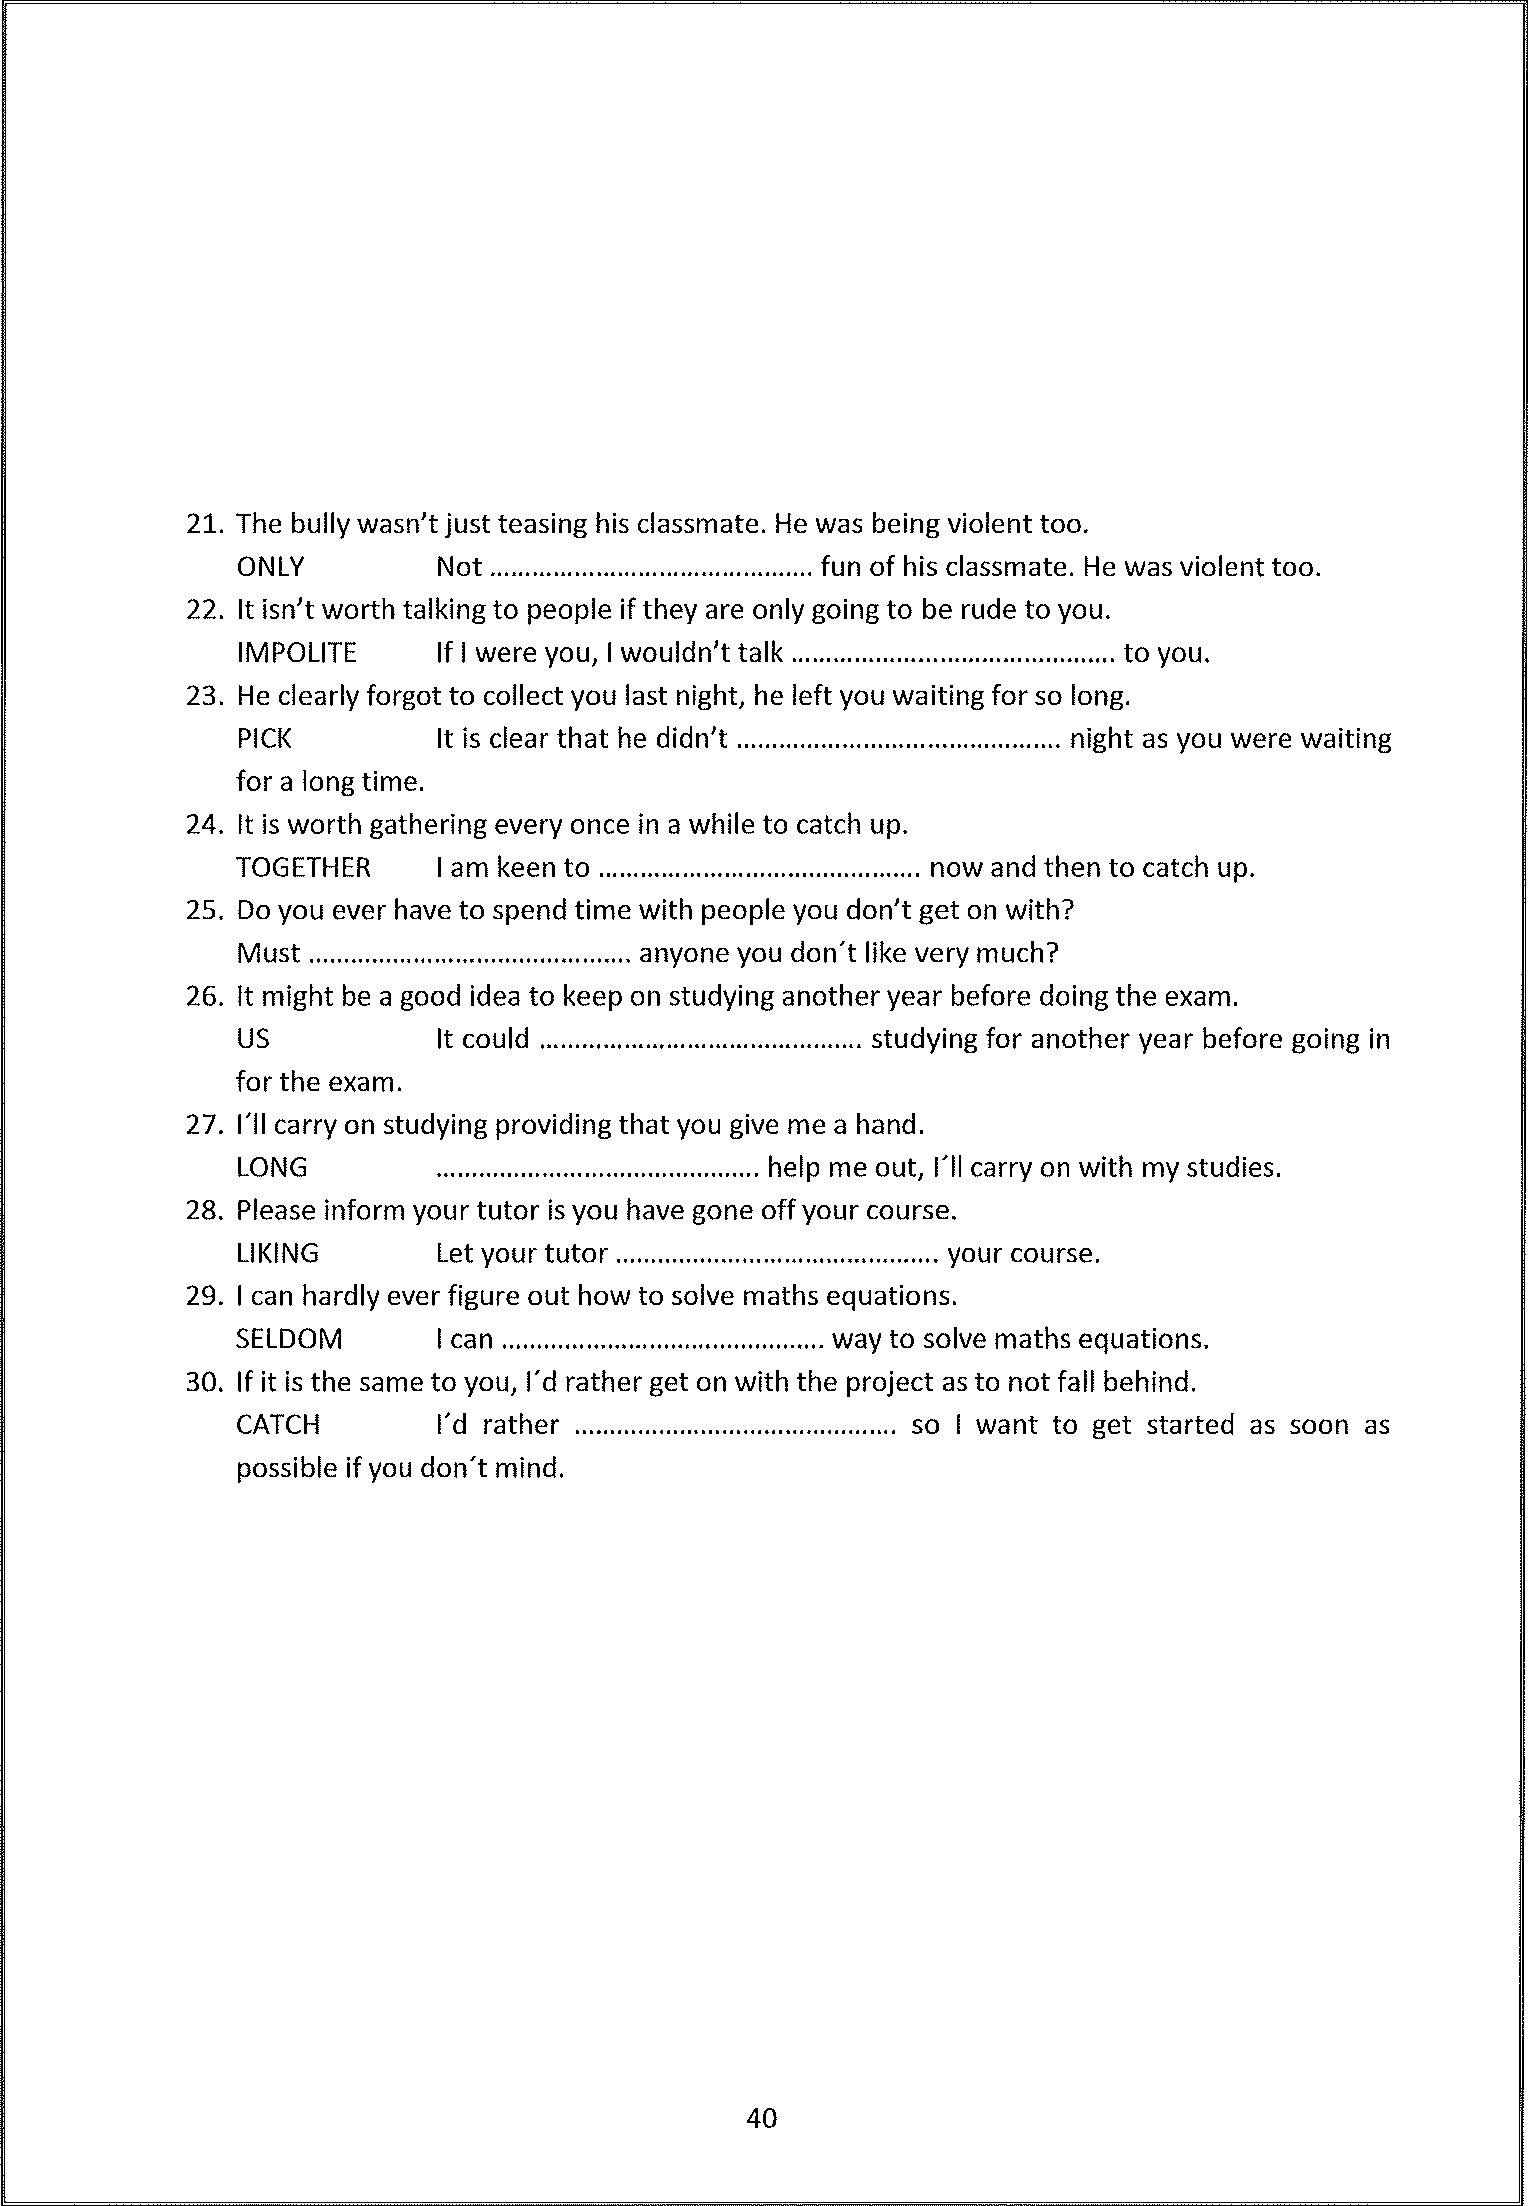 21. The bully wasn't just teasing his classmate. He was being violent too.
ONLY Not .............................................. fun of his classmate. He was violent too.
22. It isn't worth talking to people if they are only going to be rude to you.
IMPOLITE If I were you, I wouldn't talk .............................................. to you.
23. He clearly forgot to collect you last night, he left you waiting for so long.
PICK It is clear that he didn't .............................................. night as you were waiting
for a long time.
24. It is worth gathering every once in a while to catch up.
TOGETHER I am keen to .............................................. now and then to catch up.
25. Do you ever have to spend time with people you don't get on with?
Must .............................................. anyone you don´t like very much?
26. It might be a good idea to keep on studying another year before doing the exam.
US It could .............................................. studying for another year before going in
for the exam.
27. I´ll carry on studying providing that you give me a hand.
LONG .............................................. help me out, I´ll carry on with my studies.
28. Please inform your tutor is you have gone off your course.
LIKING Let your tutor .............................................. your course.
29. I can hardly ever figure out how to solve maths equations.
SELDOM I can .............................................. way to solve maths equations.
30. If it is the same to you, I´d rather get on with the project as to not fall behind.
CATCH I´d rather .............................................. so I want to get started as soon as
possible if you don´t mind.
40